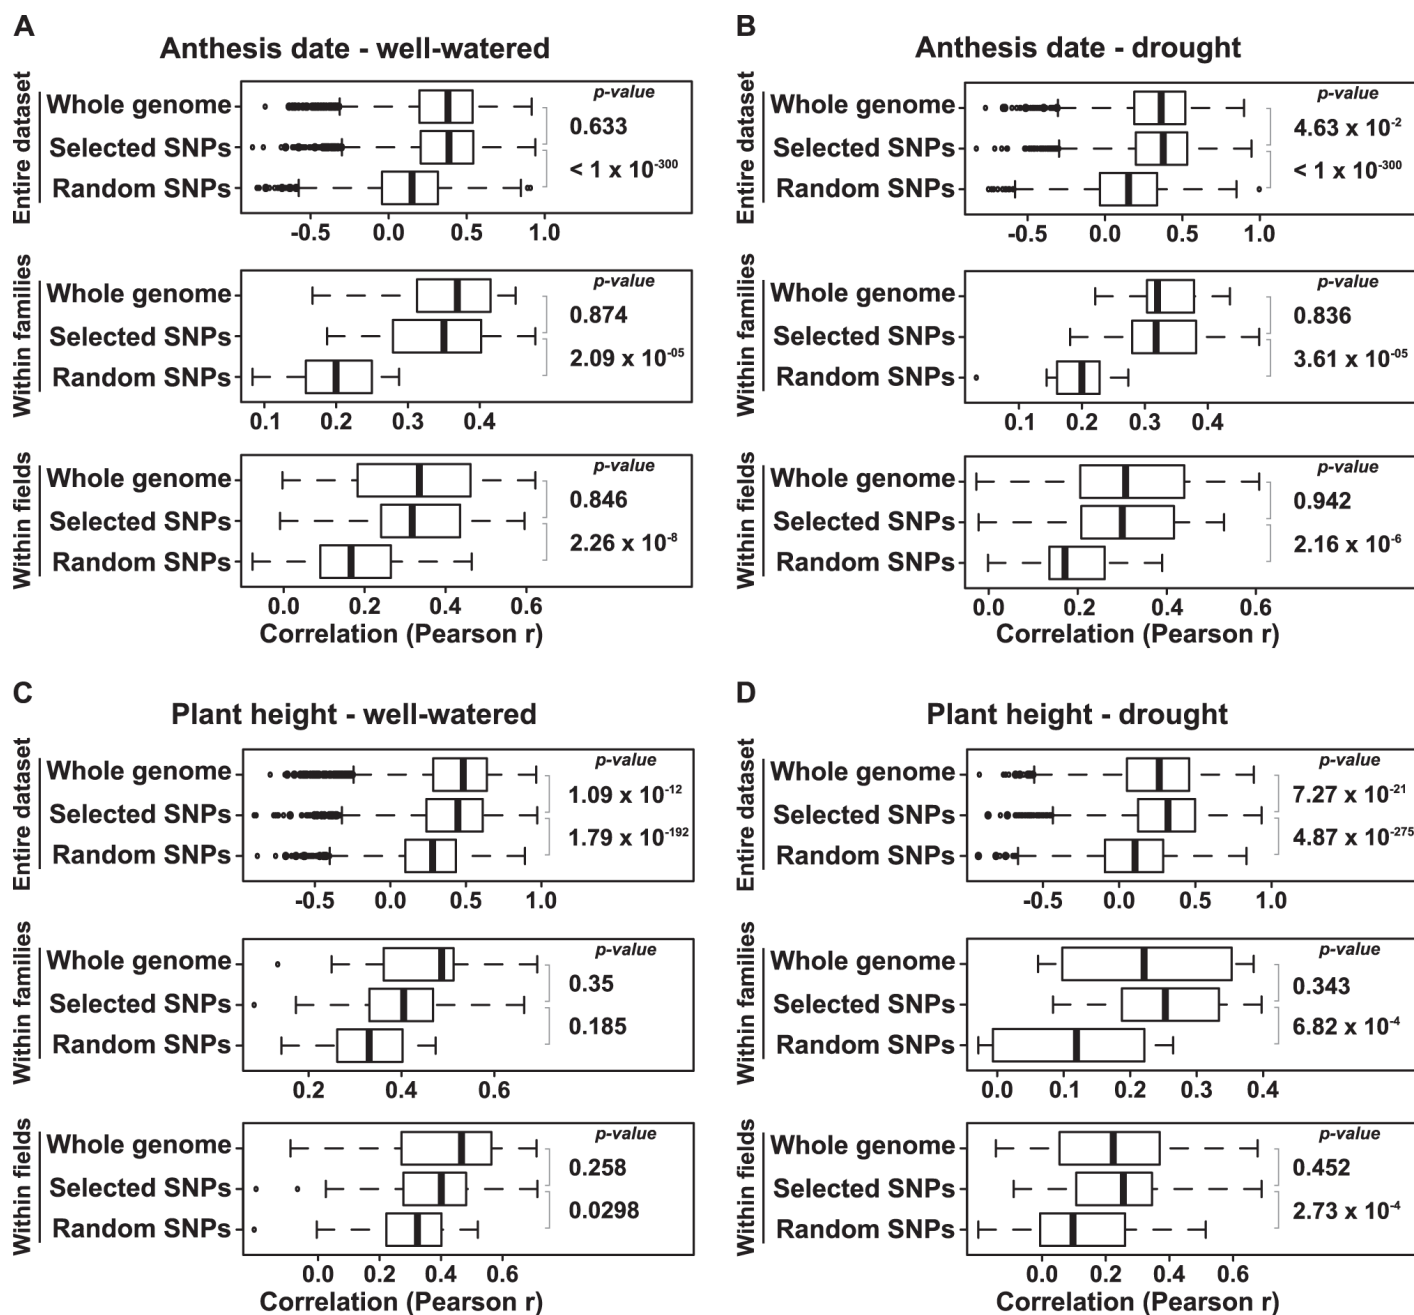 A
Anthesis date - well-watered
Entire dataset
Whole genome
Selected SNPs
Random SNPs
p-value
0.633
< 1 x 10⁻³⁰⁰
-0.5 0.0 0.5 1.0
Within families
Whole genome
Selected SNPs
Random SNPs
p-value
0.874
2.09 x 10⁻⁰⁵
0.1 0.2 0.3 0.4
Within fields
Whole genome
Selected SNPs
Random SNPs
p-value
0.846
2.26 x 10⁻⁸
0.0 0.2 0.4 0.6
Correlation (Pearson r)
B
Anthesis date - drought
Entire dataset
Whole genome
Selected SNPs
Random SNPs
p-value
4.63 x 10⁻²
< 1 x 10⁻³⁰⁰
-0.5 0.0 0.5 1.0
Within families
Whole genome
Selected SNPs
Random SNPs
p-value
0.836
3.61 x 10⁻⁰⁵
0.1 0.2 0.3 0.4
Within fields
Whole genome
Selected SNPs
Random SNPs
p-value
0.942
2.16 x 10⁻⁶
0.0 0.2 0.4 0.6
Correlation (Pearson r)
C
Plant height - well-watered
Entire dataset
Whole genome
Selected SNPs
Random SNPs
p-value
1.09 x 10⁻¹²
1.79 x 10⁻¹⁹²
-0.5 0.0 0.5 1.0
Within families
Whole genome
Selected SNPs
Random SNPs
p-value
0.35
0.185
0.2 0.4 0.6
Within fields
Whole genome
Selected SNPs
Random SNPs
p-value
0.258
0.0298
0.0 0.2 0.4 0.6
Correlation (Pearson r)
D
Plant height - drought
Entire dataset
Whole genome
Selected SNPs
Random SNPs
p-value
7.27 x 10⁻²¹
4.87 x 10⁻²⁷⁵
-0.5 0.0 0.5 1.0
Within families
Whole genome
Selected SNPs
Random SNPs
p-value
0.343
6.82 x 10⁻⁴
0.0 0.1 0.2 0.3 0.4
Within fields
Whole genome
Selected SNPs
Random SNPs
p-value
0.452
2.73 x 10⁻⁴
0.0 0.2 0.4 0.6
Correlation (Pearson r)